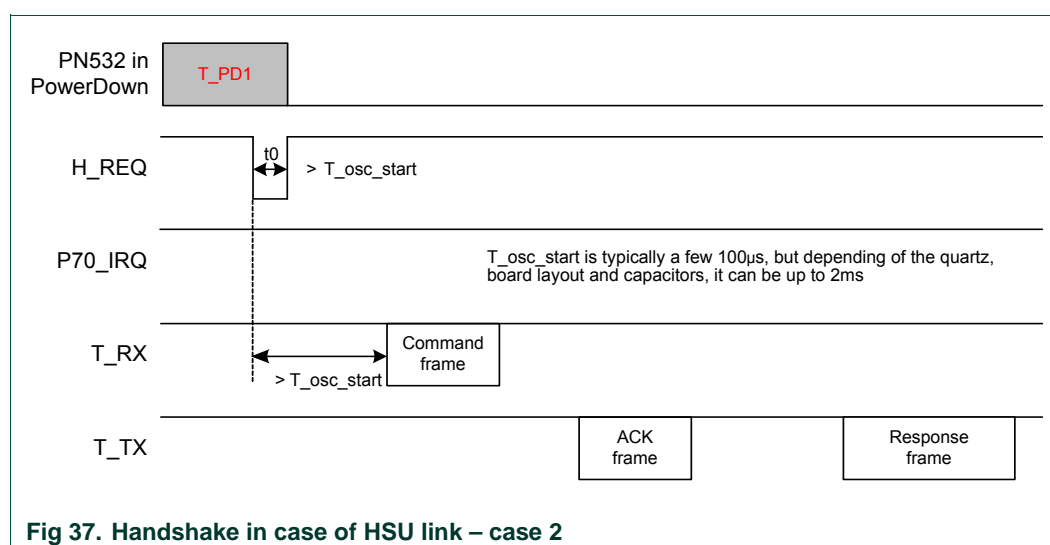 PN532 in
PowerDown
T_PD1
H_REQ
t0
> T_osc_start
P70_IRQ
T_osc_start is typically a few 100µs, but depending of the quartz,
board layout and capacitors, it can be up to 2ms
T_RX
Command
frame
> T_osc_start
T_TX
ACK
frame
Response
frame
Fig 37. Handshake in case of HSU link – case 2